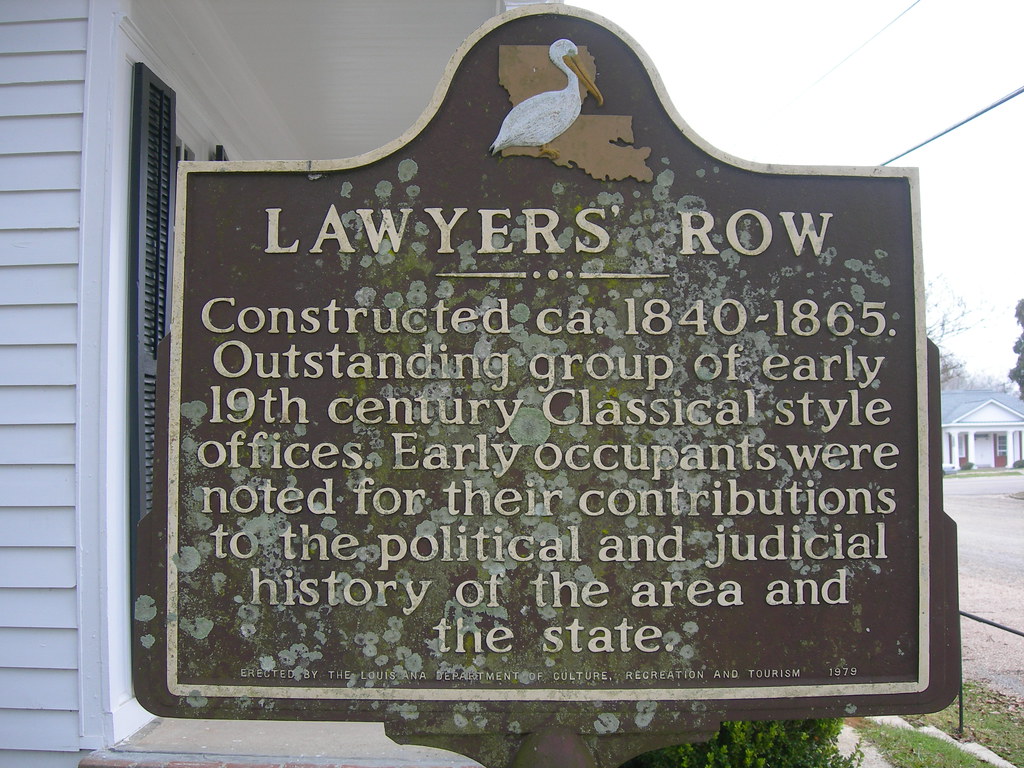 LAWYERS' ROW
Constructed ca. 1840-1865.
Outstanding group of early
19th century Classical style
offices. Early occupants were
noted for their contributions
to the political and judicial
history of the area and
the state.
ERECTED BY THE LOUISIANA DEPARTMENT OF CULTURE, RECREATION AND TOURISM 1979